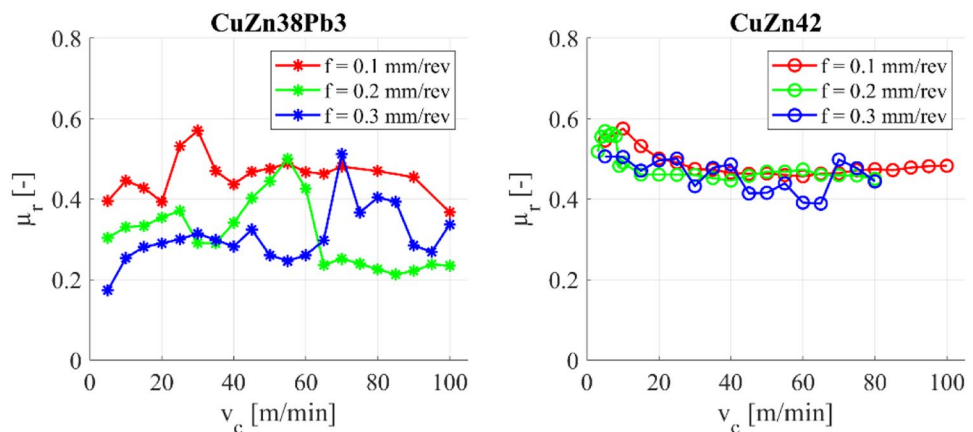 CuZn38Pb3
0.8
0.6
0.4
0.2
0
μr [-]
f = 0.1 mm/rev
f = 0.2 mm/rev
f = 0.3 mm/rev
0 20 40 60 80 100
vc [m/min]
CuZn42
0.8
0.6
0.4
0.2
0
μr [-]
f = 0.1 mm/rev
f = 0.2 mm/rev
f = 0.3 mm/rev
0 20 40 60 80 100
vc [m/min]